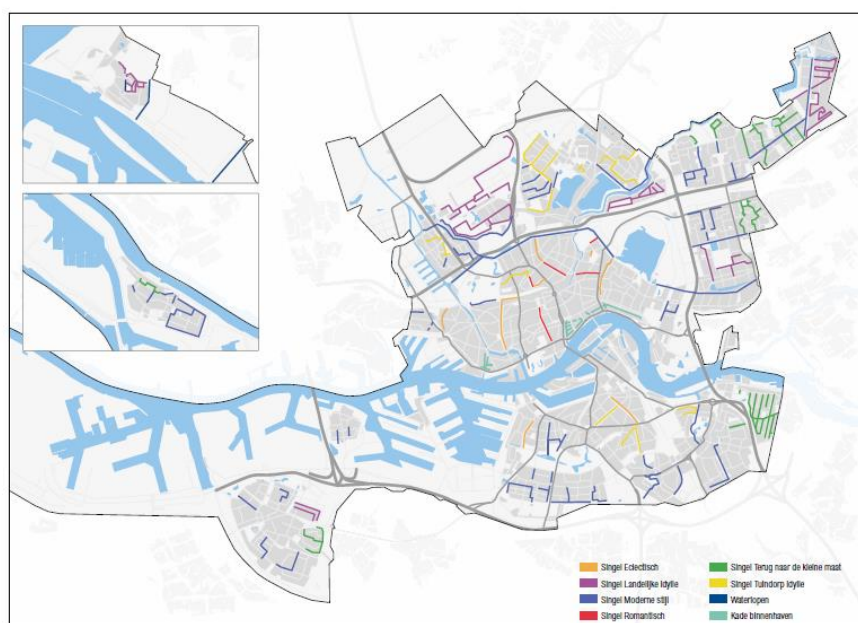 Singel Eclectisch
Singel Landelijke Idylle
Singel Moderne stijl
Singel Romantisch
Singel Terug naar de kleine maat
Singel Tuindorp Idylle
Waterlopen
Kade binnenhaven